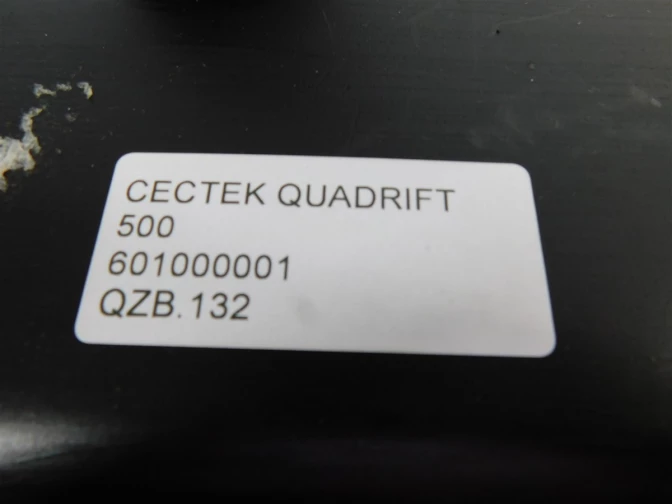 CECTEK QUADRIFT
500
601000001
QZB.132